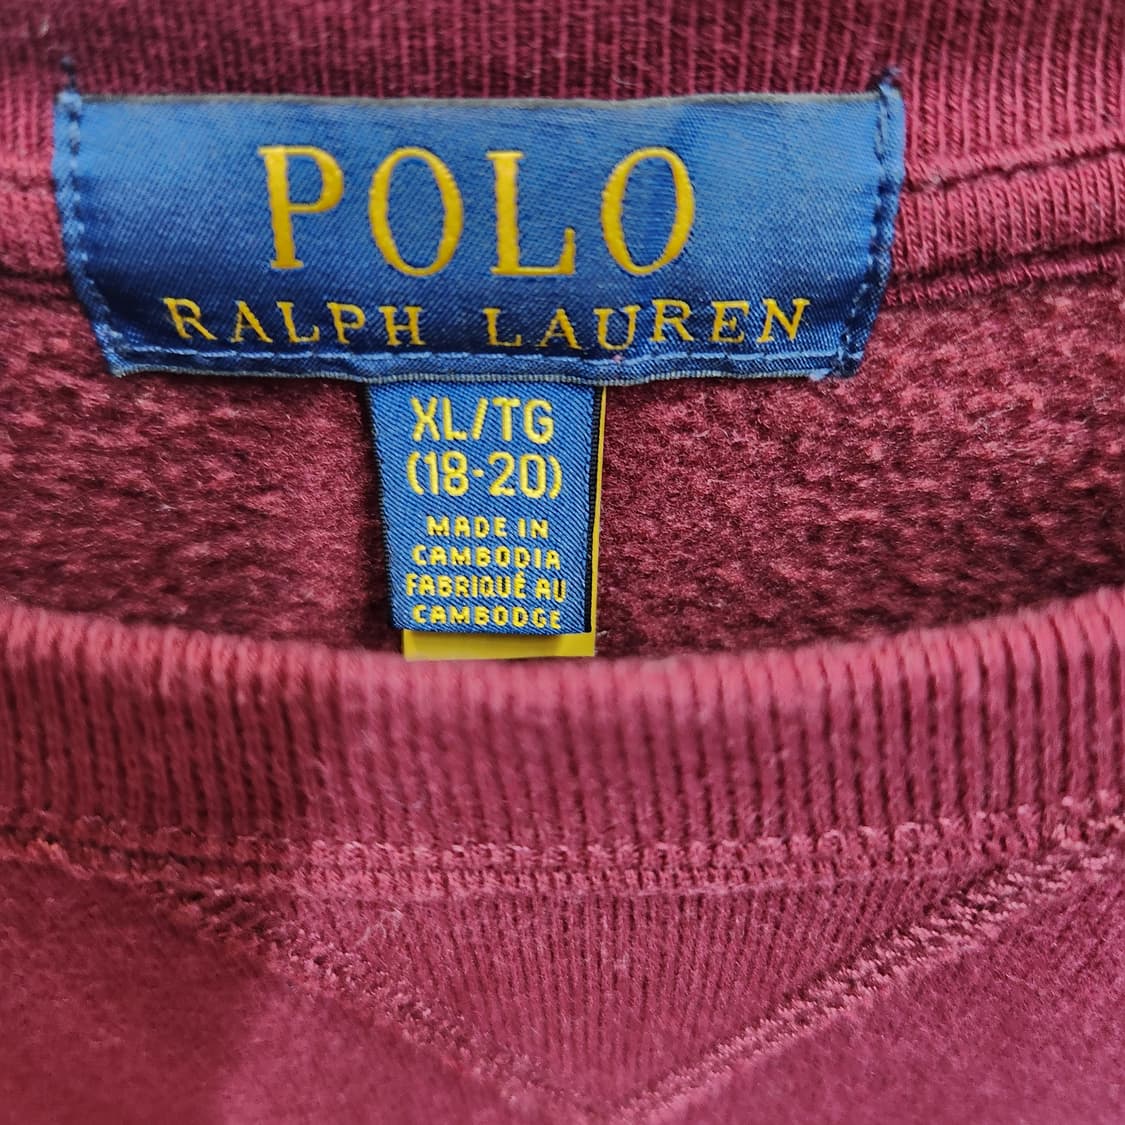 POLO
RALPH LAUREN
XL/TG
(18-20)
MADE IN
CAMBODIA
FABRIQUÉ AU
CAMBODGE